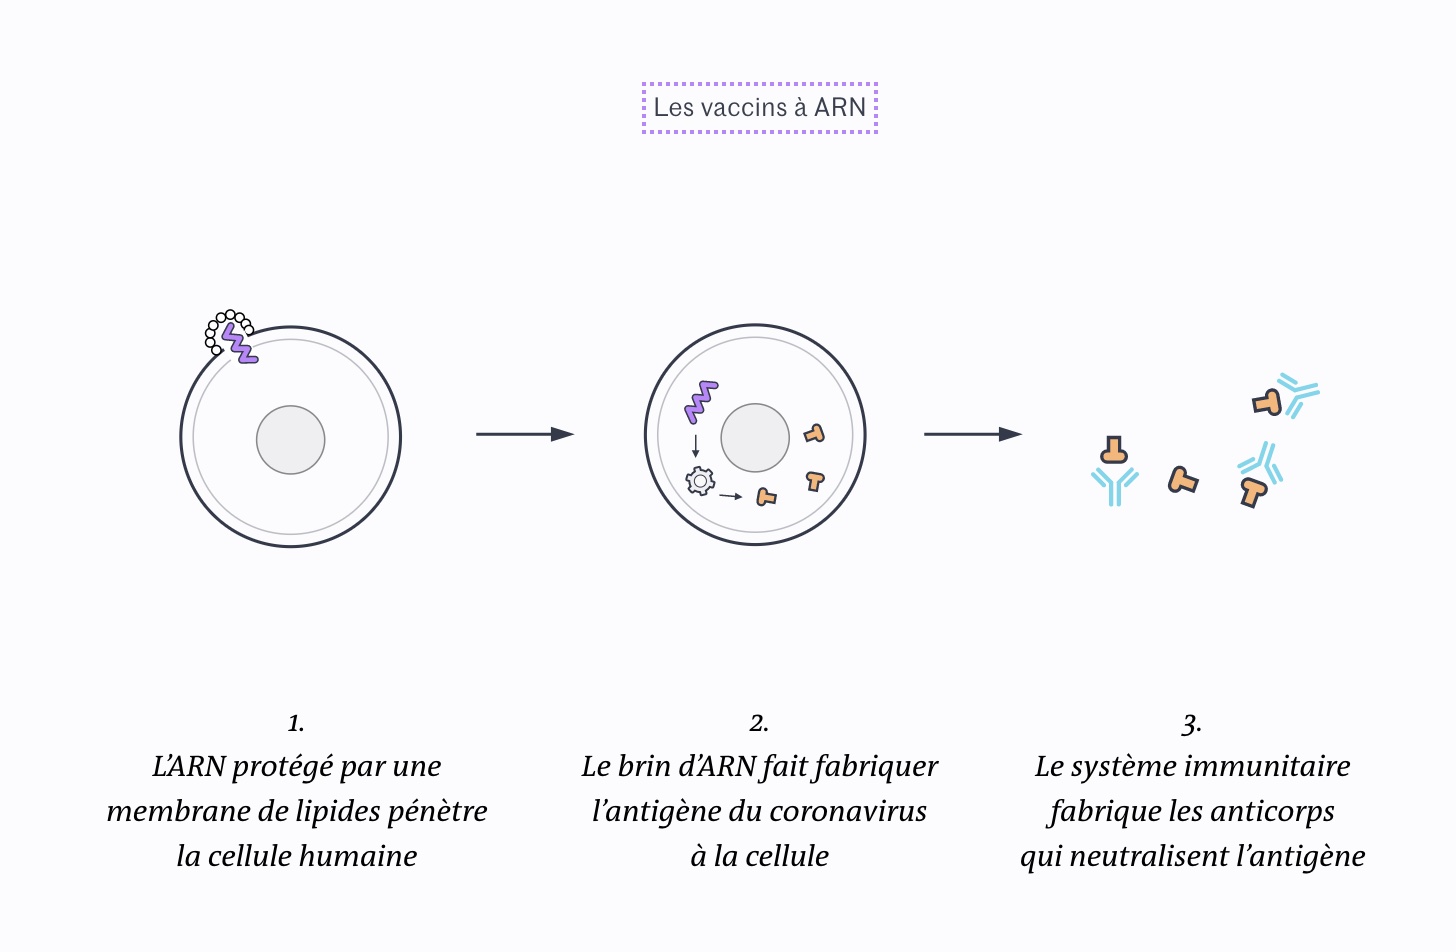 Les vaccins à ARN
1.
L’ARN protégé par une
membrane de lipides pénètre
la cellule humaine
2.
Le brin d’ARN fait fabriquer
l’antigène du coronavirus
à la cellule
3.
Le système immunitaire
fabrique les anticorps
qui neutralisent l’antigène